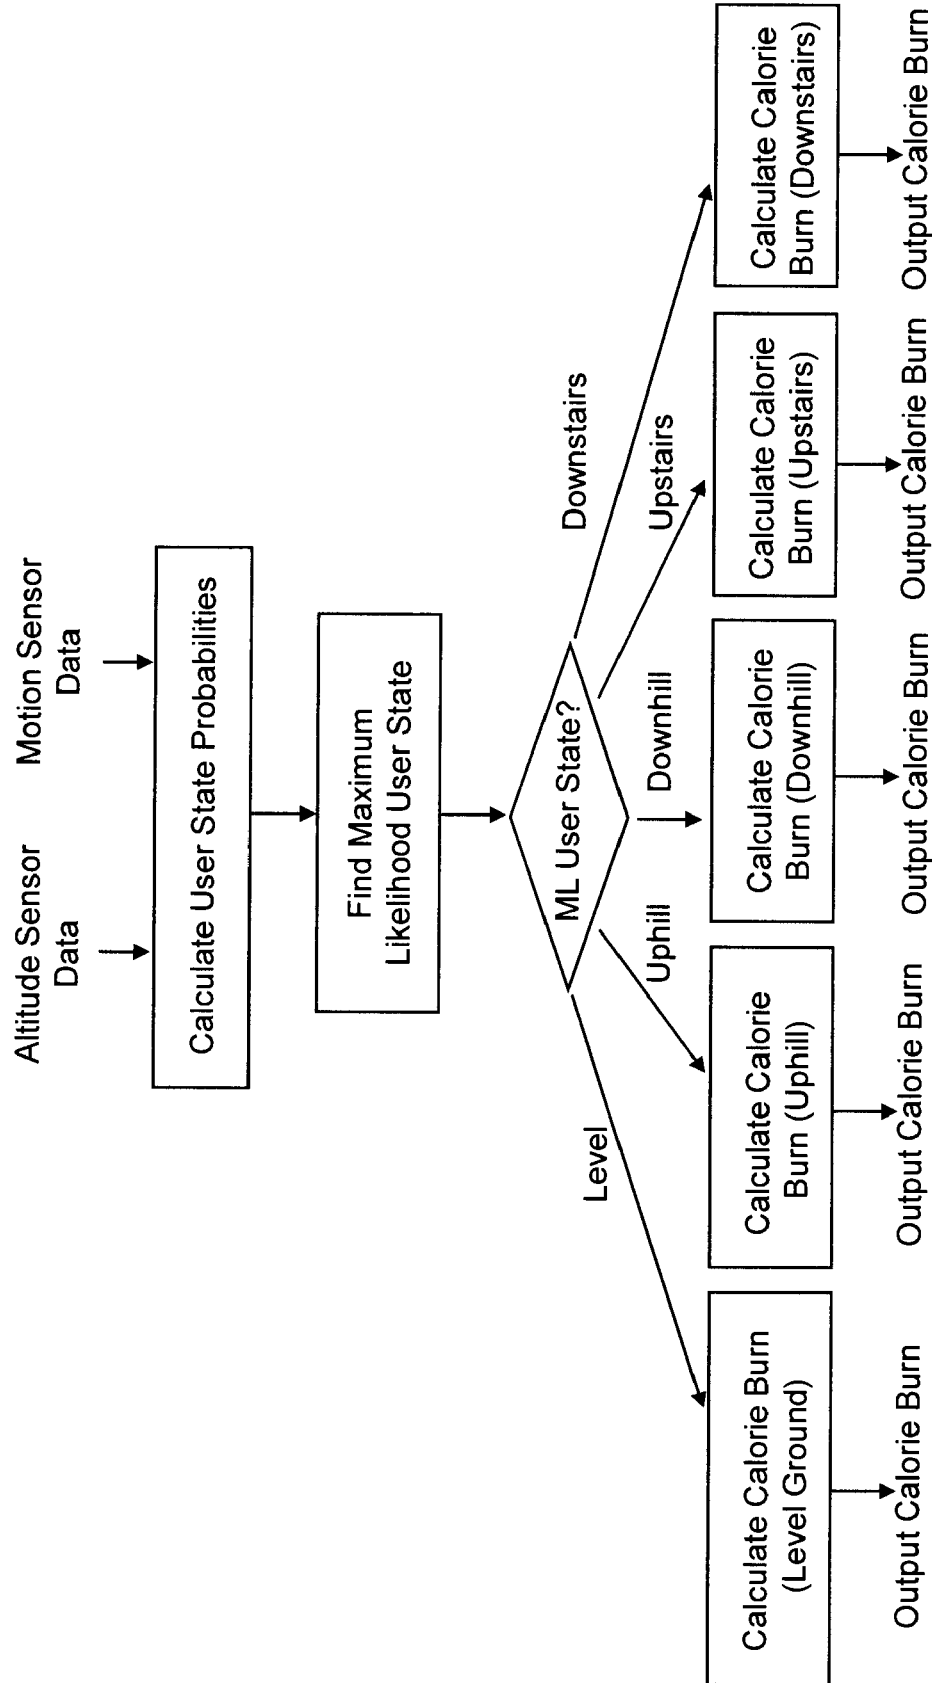 Altitude Sensor
Data
Motion Sensor
Data
Calculate User State Probabilities
Find Maximum
Likelihood User State
ML User State?
Level
Uphill
Downhill
Upstairs
Downstairs
Calculate Calorie Burn
(Level Ground)
Calculate Calorie
Burn (Uphill)
Calculate Calorie
Burn (Downhill)
Calculate Calorie
Burn (Upstairs)
Calculate Calorie
Burn (Downstairs)
Output Calorie Burn
Output Calorie Burn
Output Calorie Burn
Output Calorie Burn
Output Calorie Burn